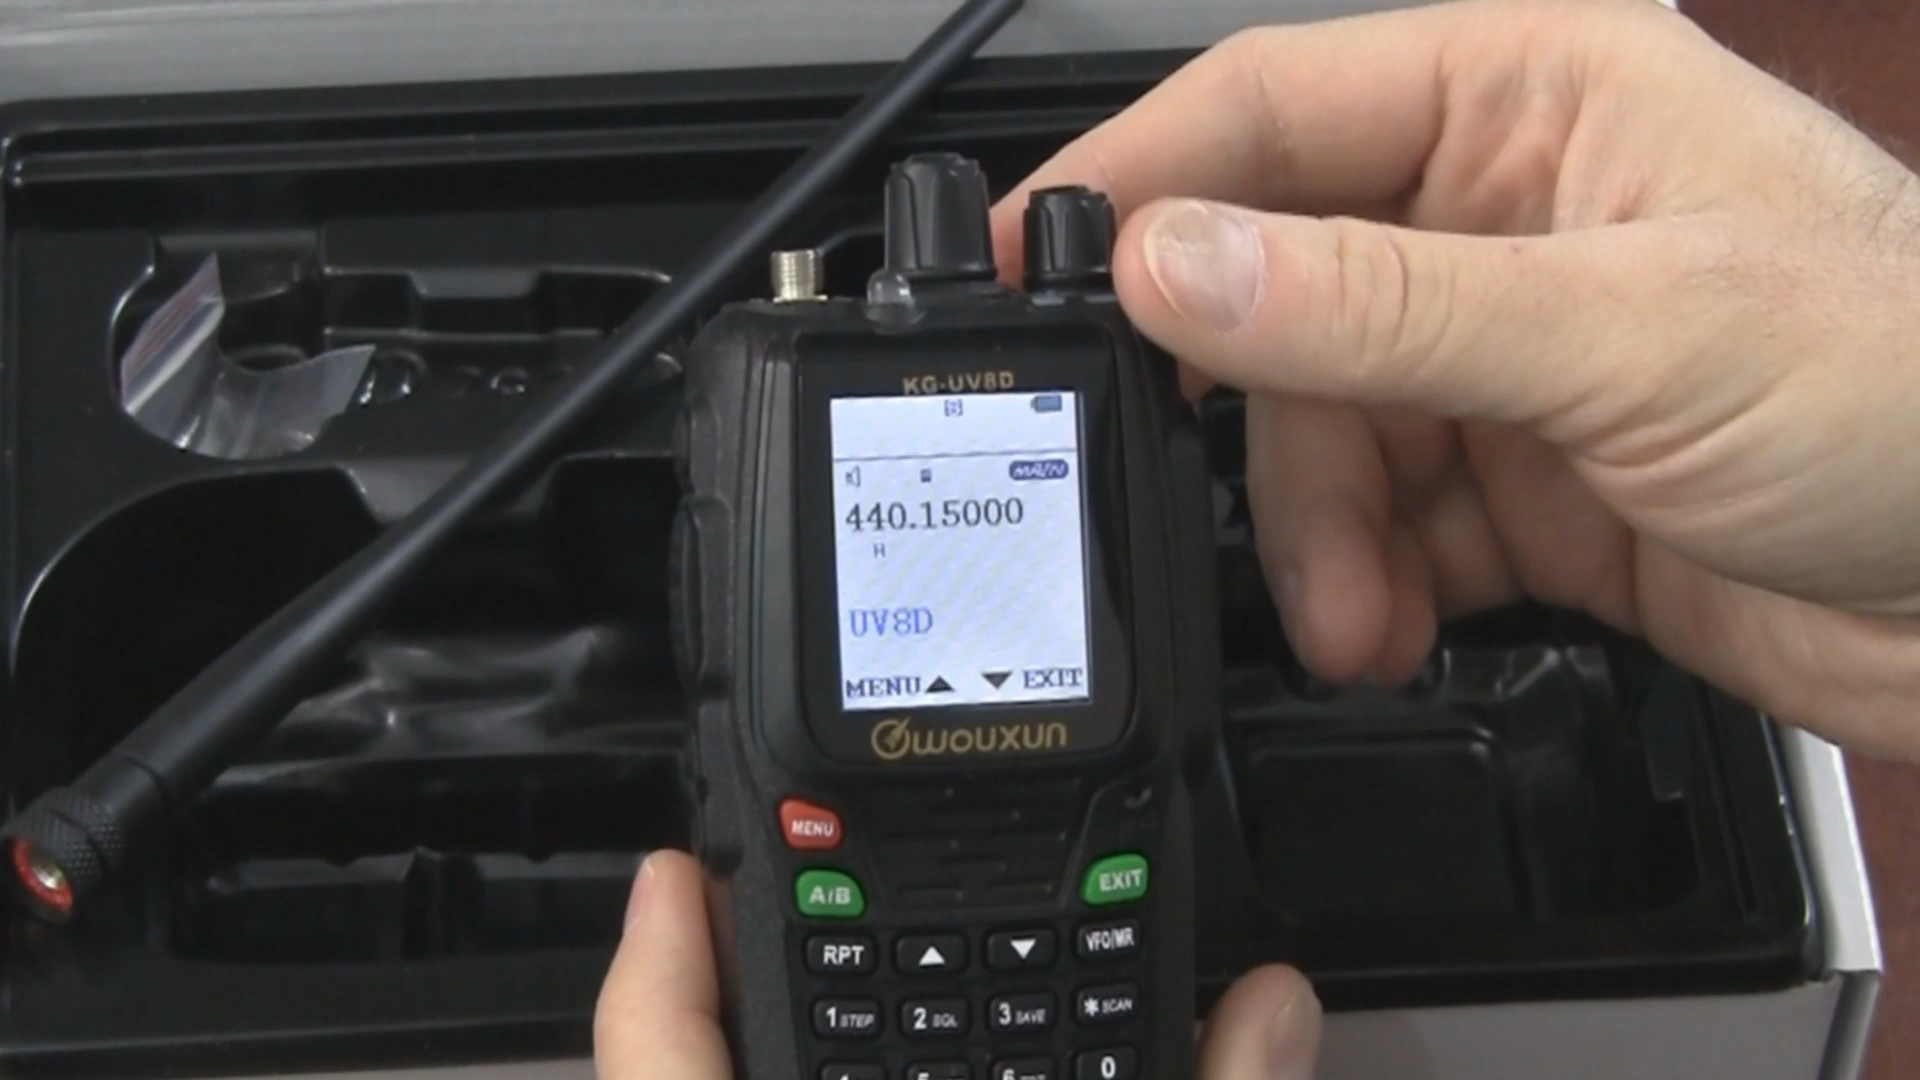 KG-UV8D
MAIN
440.15000
H
UV8D
MENU▲ ▼EXIT
WOUXUN
MENU
A/B EXIT
RPT ▲ ▼ VFO/MR
1 STEP 2 SQL 3 SAVE * SCAN
0